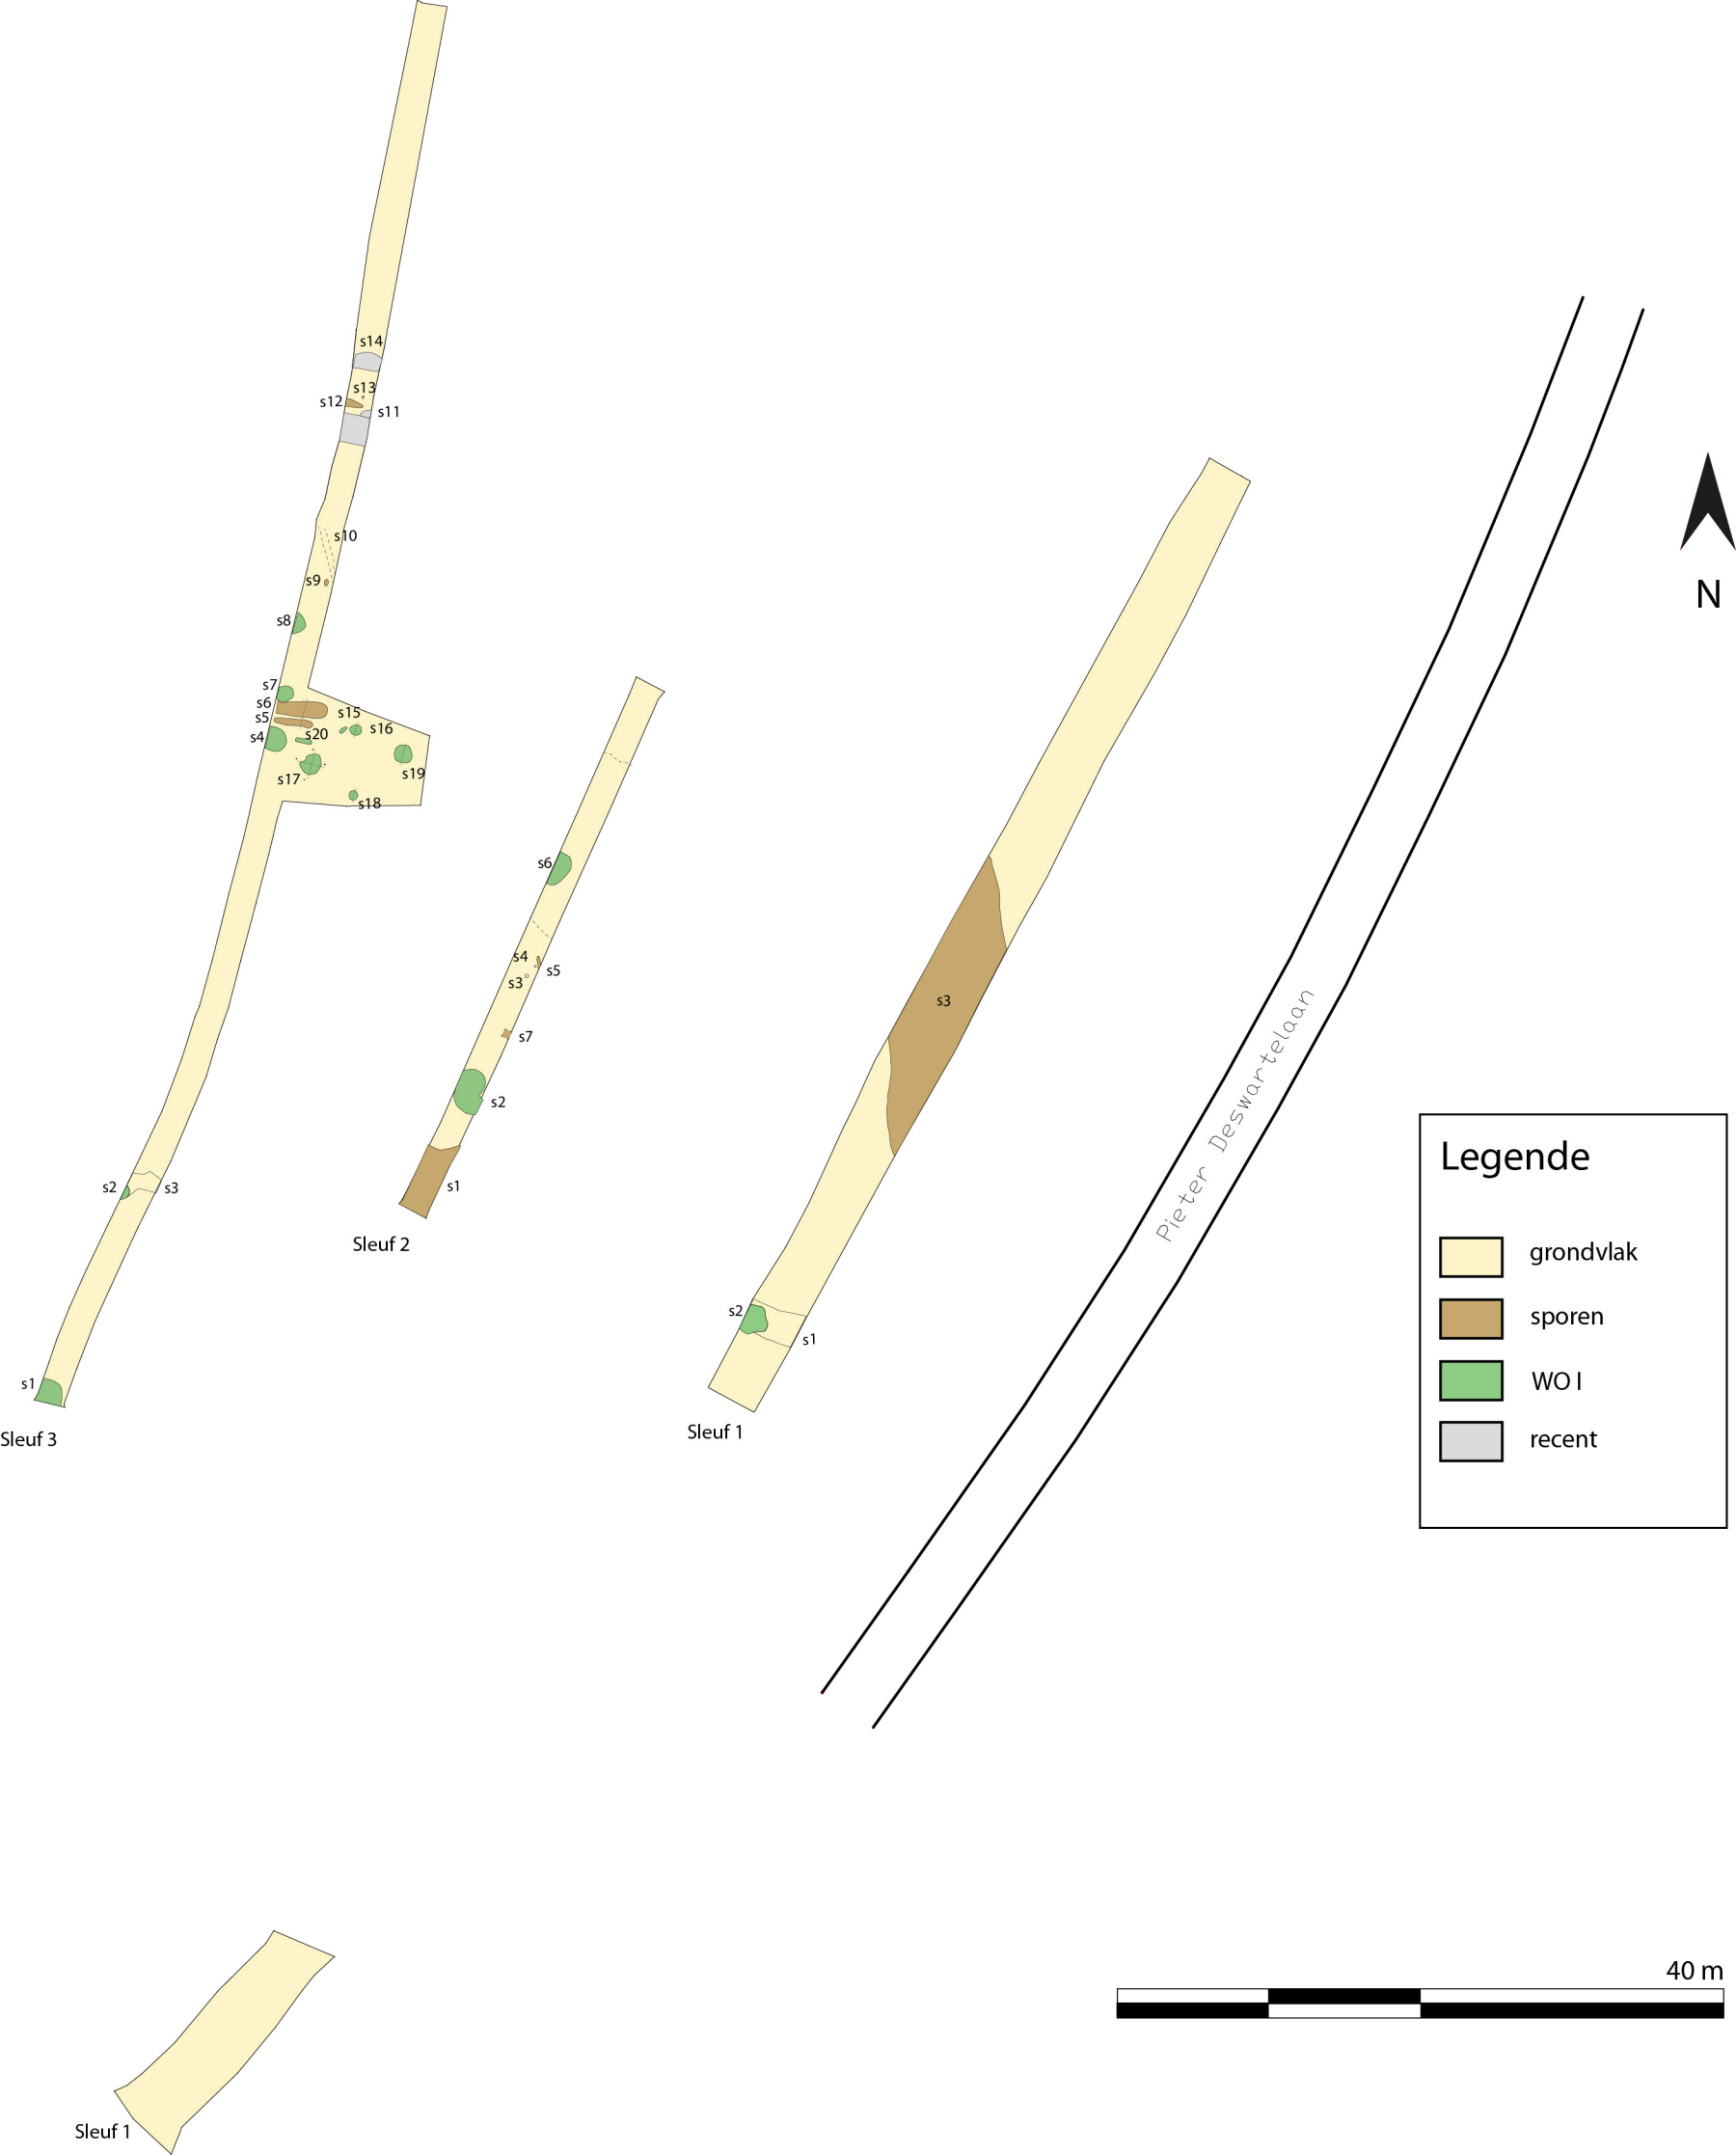 s14
s13
s12
s11
s10
s9
s8
s7
s6
s5
s4
s15
s16
s20
s17
s19
s18
s2
s3
s1
Sleuf 3
s6
s4
s5
s3
s7
s2
s1
Sleuf 2
s3
s2
s1
Sleuf 1
Pieter Deswartelaan
N
Legende
grondvlak
sporen
WO I
recent
40 m
Sleuf 1